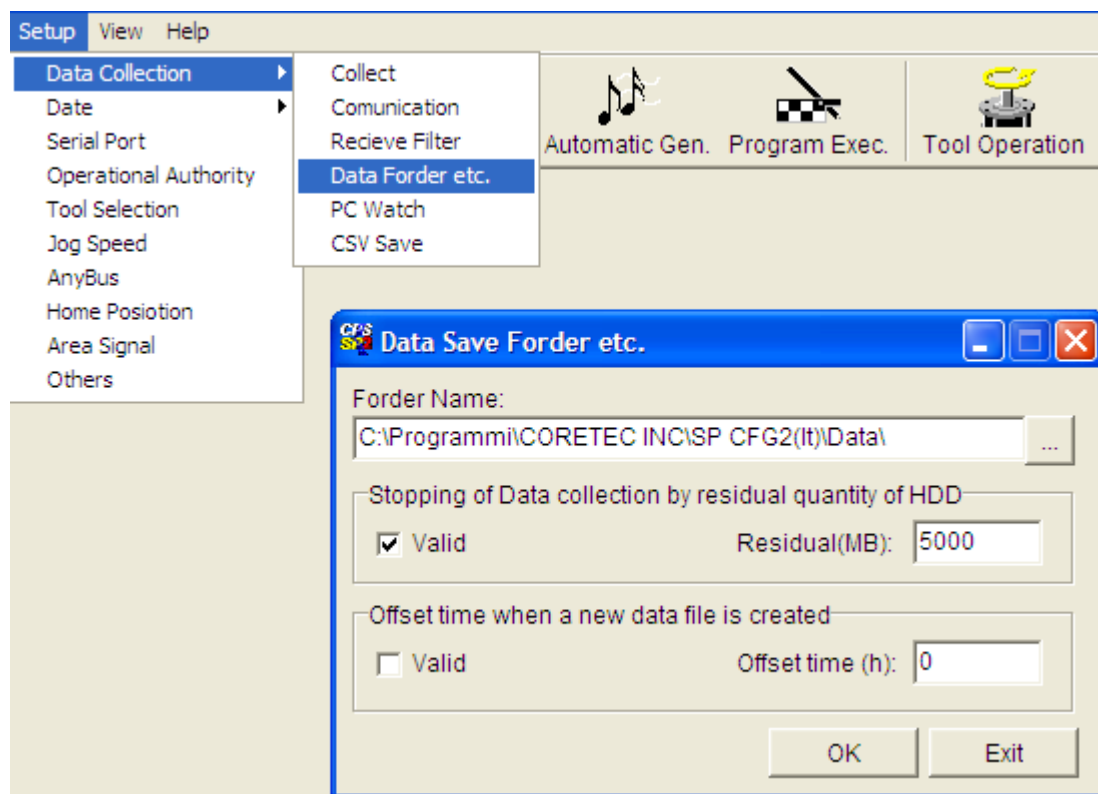 Setup View Help
Data Collection
Date
Serial Port
Operational Authority
Tool Selection
Jog Speed
AnyBus
Home Posiotion
Area Signal
Others
Collect
Comunication
Recieve Filter
Data Forder etc.
PC Watch
CSV Save
Automatic Gen. Program Exec. Tool Operation
CPS SP2 Data Save Forder etc.
Forder Name:
C:\Programmi\CORETEC INC\SP CFG2(It)\Data\ ...
Stopping of Data collection by residual quantity of HDD
Valid Residual(MB): 5000
Offset time when a new data file is created
Valid Offset time (h): 0
OK Exit